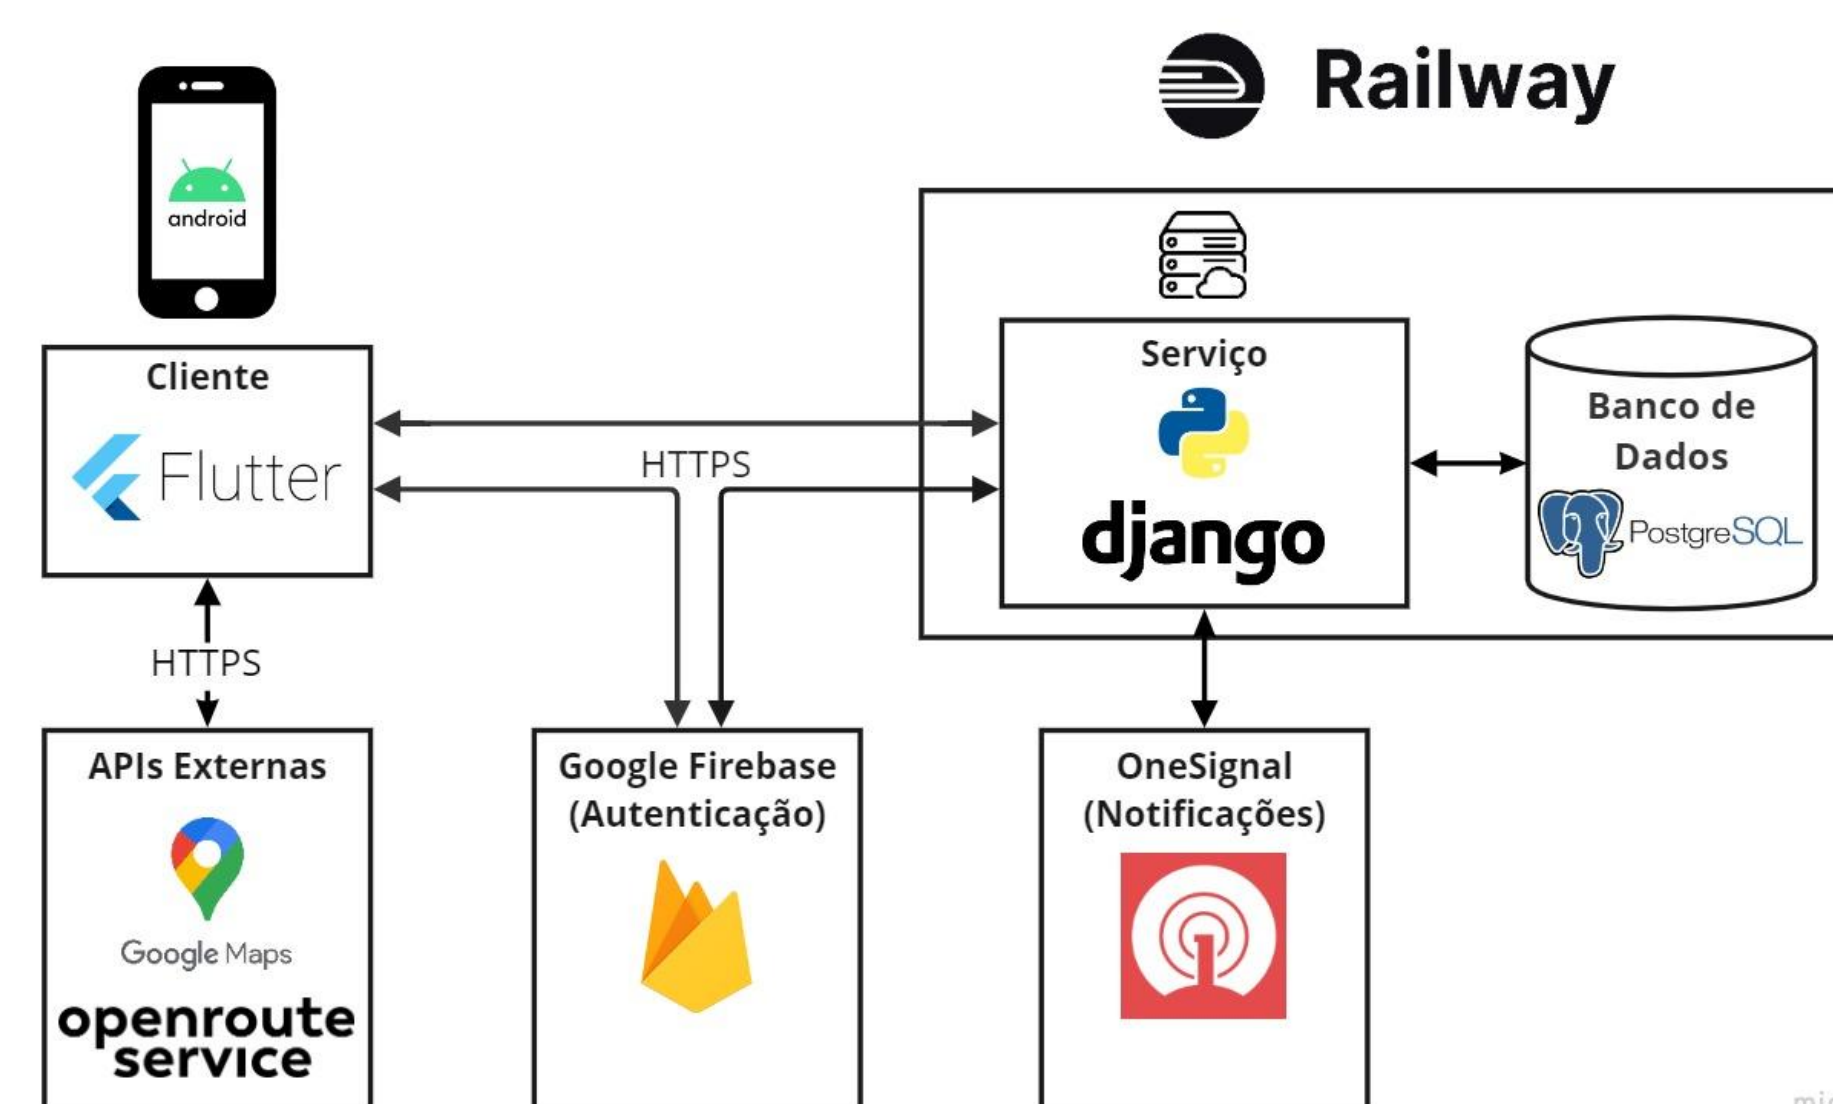 Railway
android
Cliente
Flutter
HTTPS
Serviço
django
Banco de
Dados
PostgreSQL
HTTPS
APIs Externas
Google Maps
openroute
service
Google Firebase
(Autenticação)
OneSignal
(Notificações)